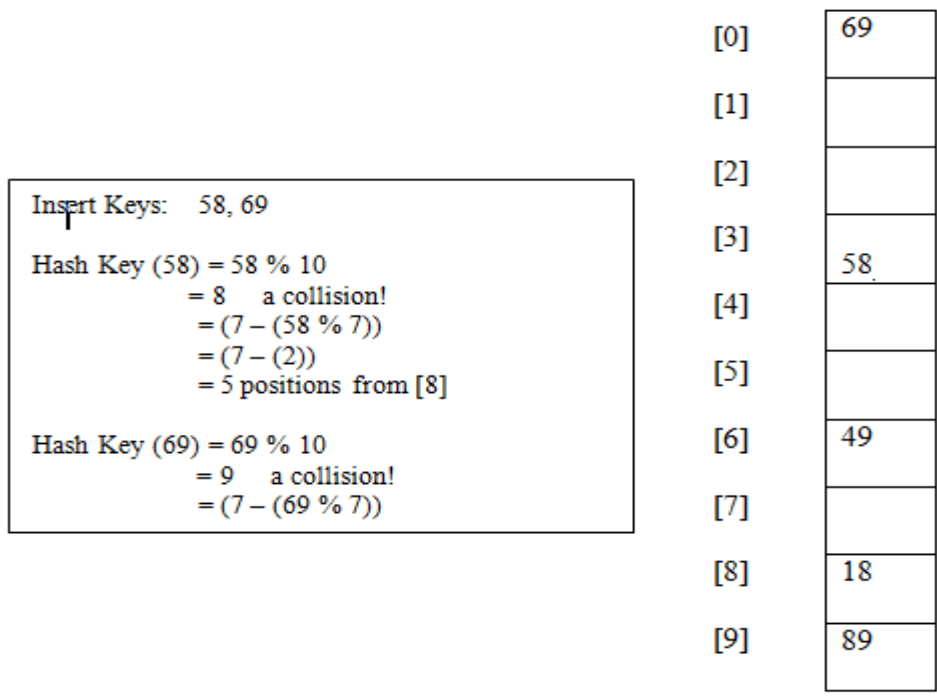 Insert Keys: 58, 69
Hash Key (58) = 58 % 10
= 8 a collision!
= (7 – (58 % 7))
= (7 – (2))
= 5 positions from [8]
Hash Key (69) = 69 % 10
= 9 a collision!
= (7 – (69 % 7))
[0] 69
[1]
[2]
[3] 58
[4]
[5]
[6] 49
[7]
[8] 18
[9] 89